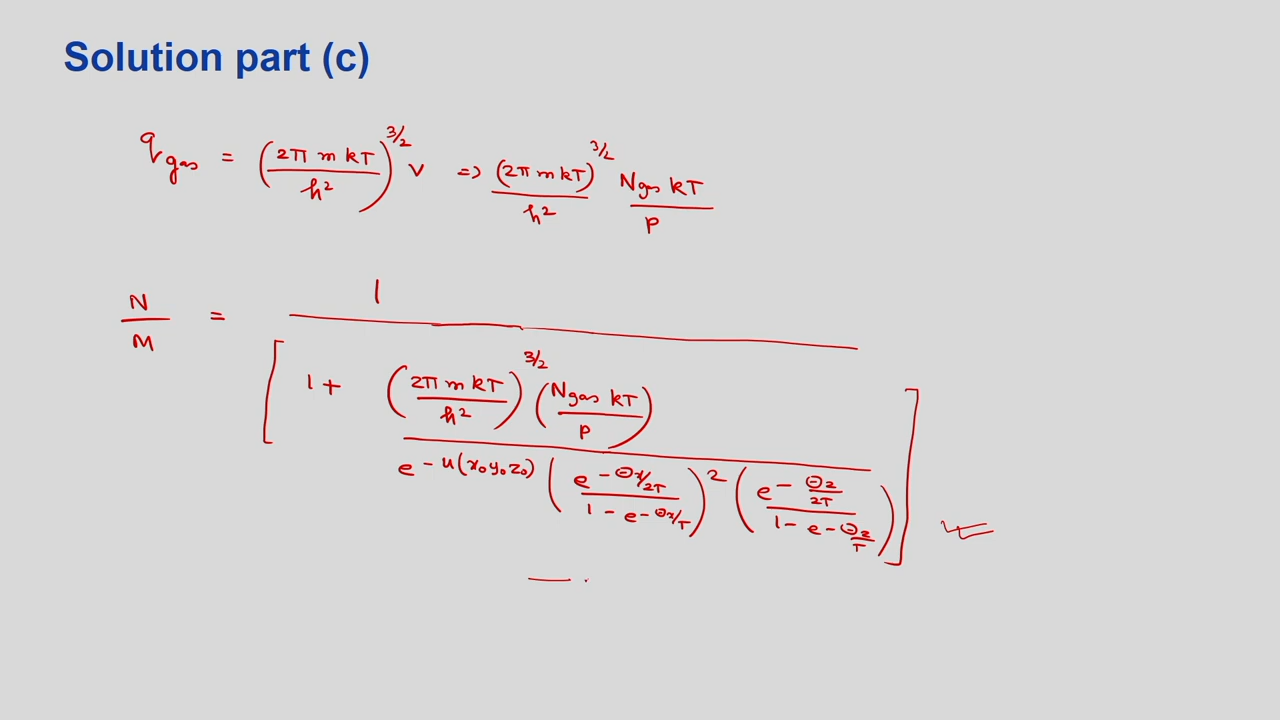 Solution part (c)
q_gas = (2π m kT / h²)^3/2 V => (2π m kT)^3/2 / h² N_gas kT / P
N / M = 1 / [1 + (2π m kT / h²)^3/2 (N_gas kT / P) / e^-u(x₀y₀z₀) (e^-Θx/2T / 1 - e^-Θx/T)² (e^-Θz/2T / 1 - e^-Θz/T)]